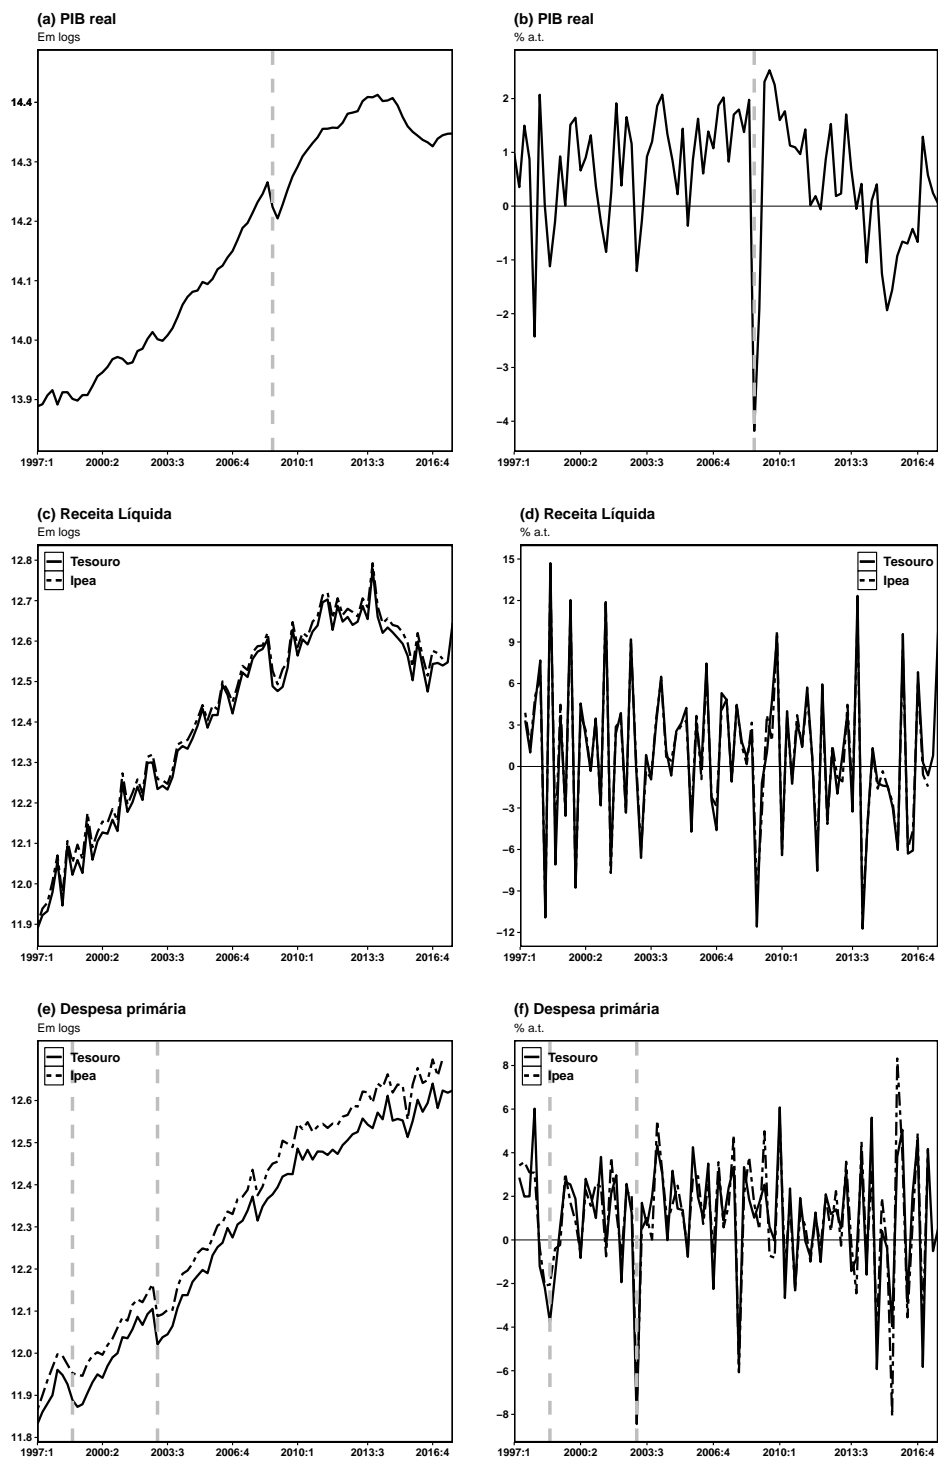 (a) PIB real
Em logs
14.4
14.3
14.2
14.1
14.0
13.9
1997:1 2000:2 2003:3 2006:4 2010:1 2013:3 2016:4
(b) PIB real
% a.t.
2
1
0
−1
−2
−3
−4
1997:1 2000:2 2003:3 2006:4 2010:1 2013:3 2016:4
(c) Receita Líquida
Em logs
Tesouro
Ipea
12.8
12.7
12.6
12.5
12.4
12.3
12.2
12.1
12.0
11.9
1997:1 2000:2 2003:3 2006:4 2010:1 2013:3 2016:4
(d) Receita Líquida
% a.t.
Tesouro
Ipea
15
12
9
6
3
0
−3
−6
−9
−12
1997:1 2000:2 2003:3 2006:4 2010:1 2013:3 2016:4
(e) Despesa primária
Em logs
Tesouro
Ipea
12.6
12.5
12.4
12.3
12.2
12.1
12.0
11.9
11.8
1997:1 2000:2 2003:3 2006:4 2010:1 2013:3 2016:4
(f) Despesa primária
% a.t.
Tesouro
Ipea
8
6
4
2
0
−2
−4
−6
−8
1997:1 2000:2 2003:3 2006:4 2010:1 2013:3 2016:4